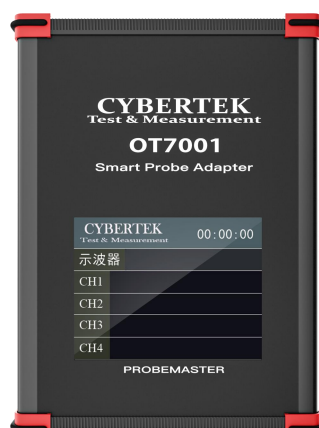 CYBERTEK
Test & Measurement
OT7001
Smart Probe Adapter
CYBERTEK
Test & Measurement
00:00:00
示波器
CH1
CH2
CH3
CH4
PROBEMASTER